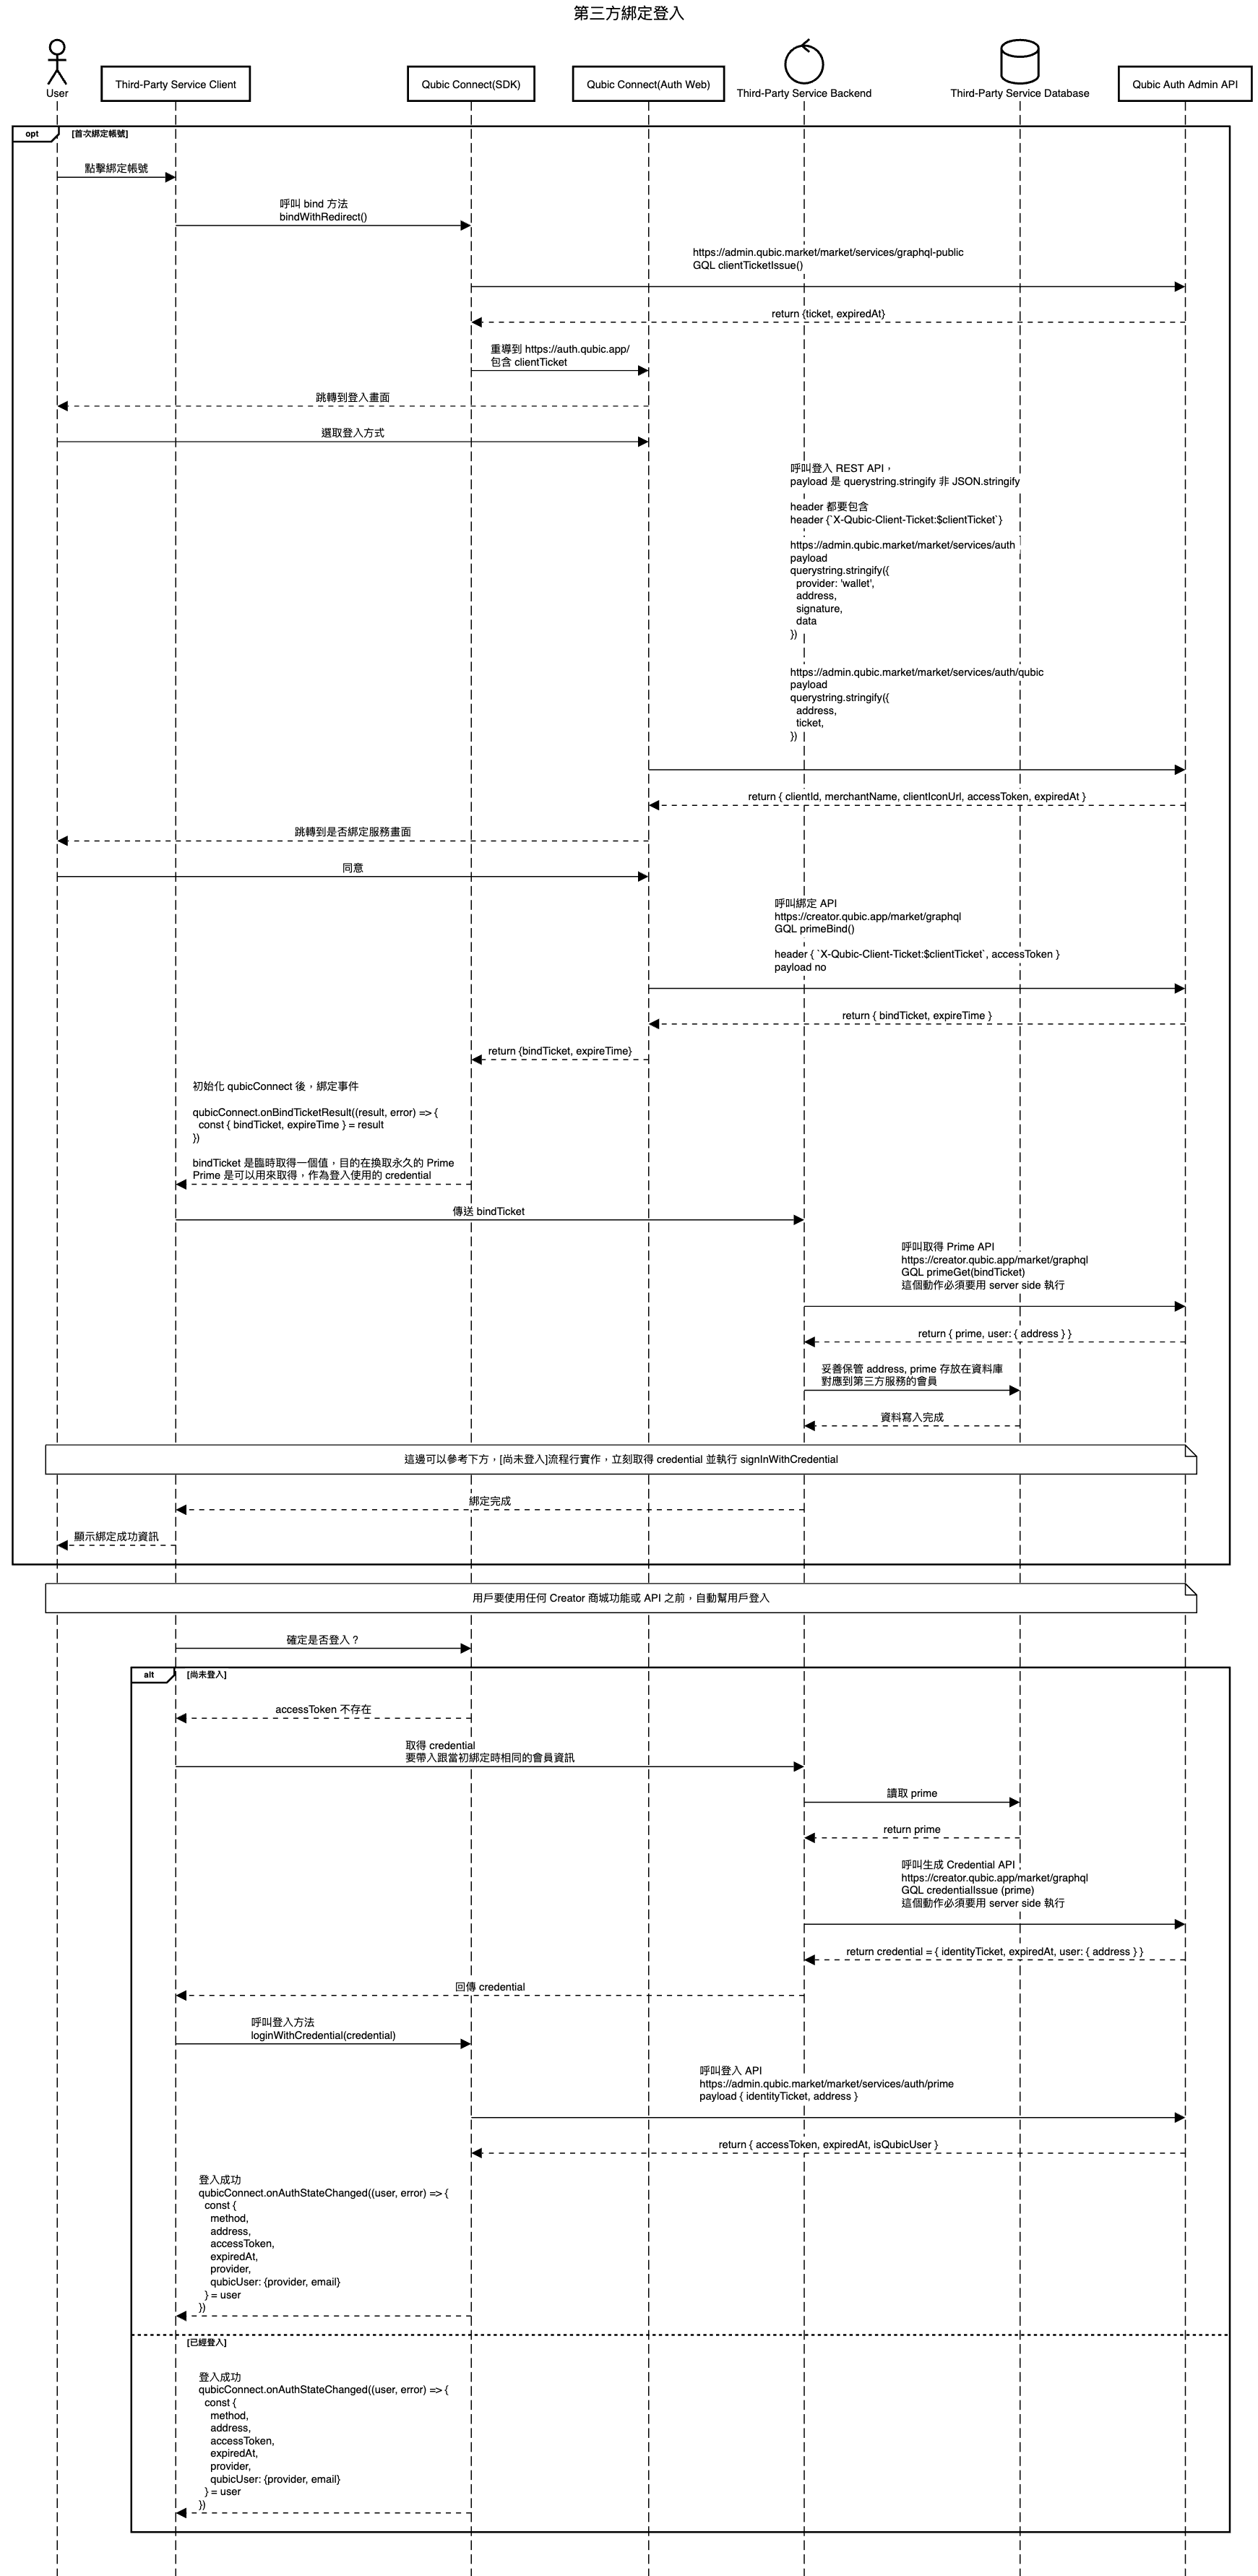 第三方綁定登入
User
Third-Party Service Client
Qubic Connect(SDK)
Qubic Connect(Auth Web)
Third-Party Service Backend
Third-Party Service Database
Qubic Auth Admin API
opt
[首次綁定帳號]
點擊綁定帳號
呼叫 bind 方法
bindWithRedirect()
https://admin.qubic.market/market/services/graphql-public
GQL clientTicketIssue()
return {ticket, expiredAt}
重導到 https://auth.qubic.app/
包含 clientTicket
跳轉到登入畫面
選取登入方式
呼叫登入 REST API，
payload 是 querystring.stringify 非 JSON.stringify
header 都要包含
header {`X-Qubic-Client-Ticket:$clientTicket`}
https://admin.qubic.market/market/services/auth
payload
querystring.stringify({
provider: 'wallet',
address,
signature,
data
})
https://admin.qubic.market/market/services/auth/qubic
payload
querystring.stringify({
address,
ticket,
})
return { clientId, merchantName, clientIconUrl, accessToken, expiredAt }
跳轉到是否綁定服務畫面
同意
呼叫綁定 API
https://creator.qubic.app/market/graphql
GQL primeBind()
header { `X-Qubic-Client-Ticket:$clientTicket`, accessToken }
payload no
return { bindTicket, expireTime }
return {bindTicket, expireTime}
初始化 qubicConnect 後，綁定事件
qubicConnect.onBindTicketResult((result, error) => {
const { bindTicket, expireTime } = result
})
bindTicket 是臨時取得一個值，目的在換取永久的 Prime
Prime 是可以用來取得，作為登入使用的 credential
傳送 bindTicket
呼叫取得 Prime API
https://creator.qubic.app/market/graphql
GQL primeGet(bindTicket)
這個動作必須要用 server side 執行
return { prime, user: { address } }
妥善保管 address, prime 存放在資料庫
對應到第三方服務的會員
資料寫入完成
這邊可以參考下方，[尚未登入]流程行實作，立刻取得 credential 並執行 signInWithCredential
綁定完成
顯示綁定成功資訊
用戶要使用任何 Creator 商城功能或 API 之前，自動幫用戶登入
確定是否登入？
alt
[尚未登入]
accessToken 不存在
取得 credential
要帶入跟當初綁定時相同的會員資訊
讀取 prime
return prime
呼叫生成 Credential API
https://creator.qubic.app/market/graphql
GQL credentialIssue (prime)
這個動作必須要用 server side 執行
return credential = { identityTicket, expiredAt, user: { address } }
回傳 credential
呼叫登入方法
loginWithCredential(credential)
呼叫登入 API
https://admin.qubic.market/market/services/auth/prime
payload { identityTicket, address }
return { accessToken, expiredAt, isQubicUser }
登入成功
qubicConnect.onAuthStateChanged((user, error) => {
const {
method,
address,
accessToken,
expiredAt,
provider,
qubicUser: {provider, email}
} = user
})
[已經登入]
登入成功
qubicConnect.onAuthStateChanged((user, error) => {
const {
method,
address,
accessToken,
expiredAt,
provider,
qubicUser: {provider, email}
} = user
})